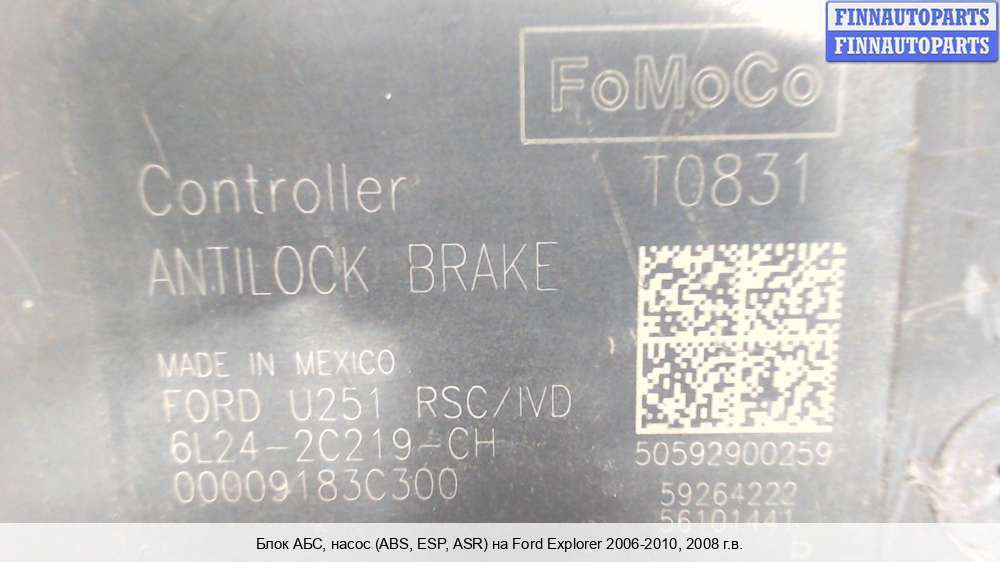 FINNAUTOPARTS
FINNAUTOPARTS
FoMoCo
Controller
T0831
ANTILOCK BRAKE
MADE IN MEXICO
FORD U251 RSC/IVD
6L24-2C219-CH
00009183C300
50592900259
59264222
56101441
Блок АБС, насос (ABS, ESP, ASR) на Ford Explorer 2006-2010, 2008 г.в.